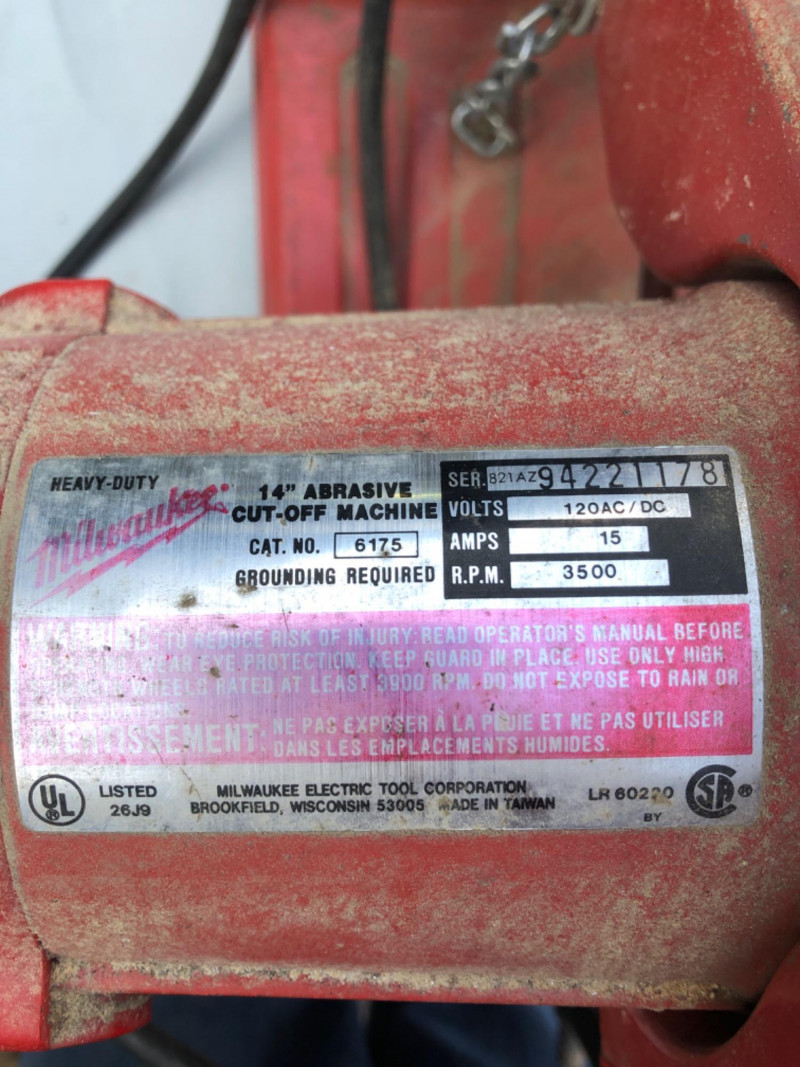 HEAVY-DUTY
Milwaukee
14" ABRASIVE
CUT-OFF MACHINE
CAT. NO. 6175
GROUNDING REQUIRED
SER. 821AZ94221178
VOLTS 120AC/DC
AMPS 15
R.P.M. 3500
WARNING TO REDUCE RISK OF INJURY: READ OPERATOR'S MANUAL BEFORE
WEAR EYE PROTECTION. KEEP GUARD IN PLACE. USE ONLY HIGH
WHEELS RATED AT LEAST 3900 RPM. DO NOT EXPOSE TO RAIN OR
AVERTISSEMENT: NE PAS EXPOSER À LA PLUIE ET NE PAS UTILISER
DANS LES EMPLACEMENTS HUMIDES.
UL
LISTED
26J9
MILWAUKEE ELECTRIC TOOL CORPORATION
BROOKFIELD, WISCONSIN 53005 MADE IN TAIWAN
LR 60220
BY
SA